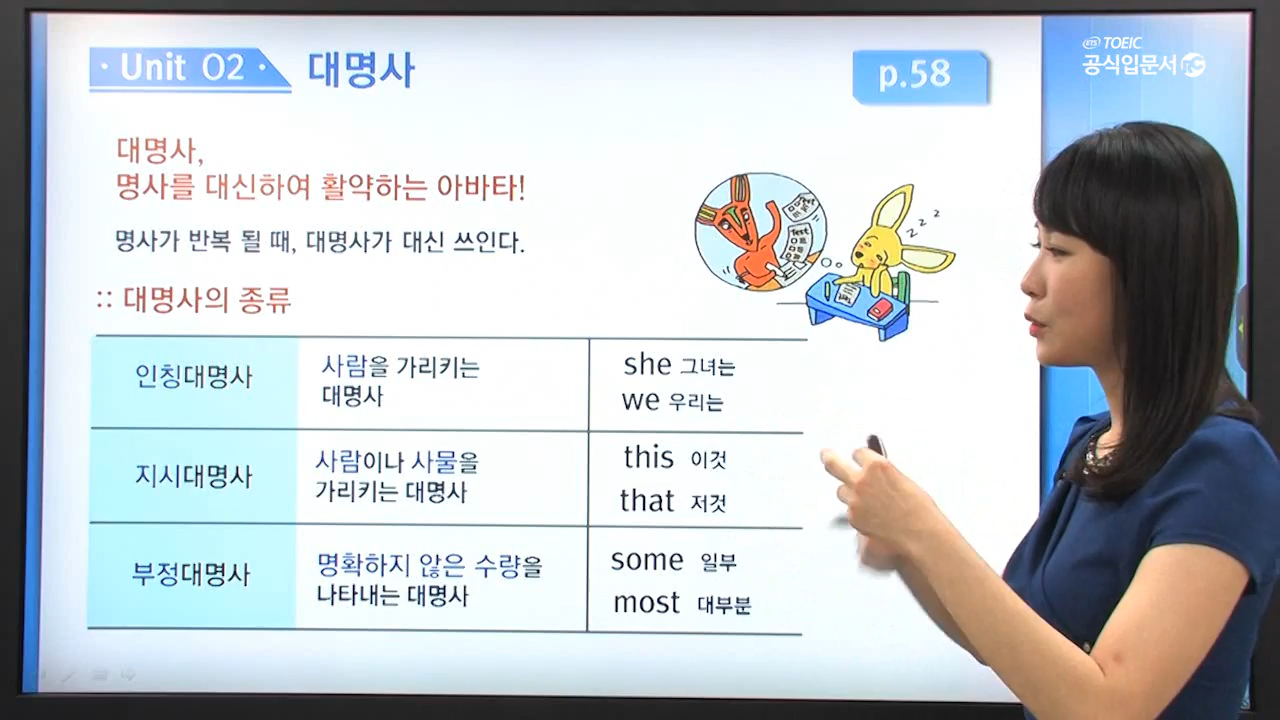 · Unit 02 · 대명사
p.58
ETS TOEIC
공식입문서 RC
대명사,
명사를 대신하여 활약하는 아바타!
명사가 반복 될 때, 대명사가 대신 쓰인다.
Test
z z z
:: 대명사의 종류
인칭대명사
사람을 가리키는
대명사
she 그녀는
we 우리는
지시대명사
사람이나 사물을
가리키는 대명사
this 이것
that 저것
부정대명사
명확하지 않은 수량을
나타내는 대명사
some 일부
most 대부분